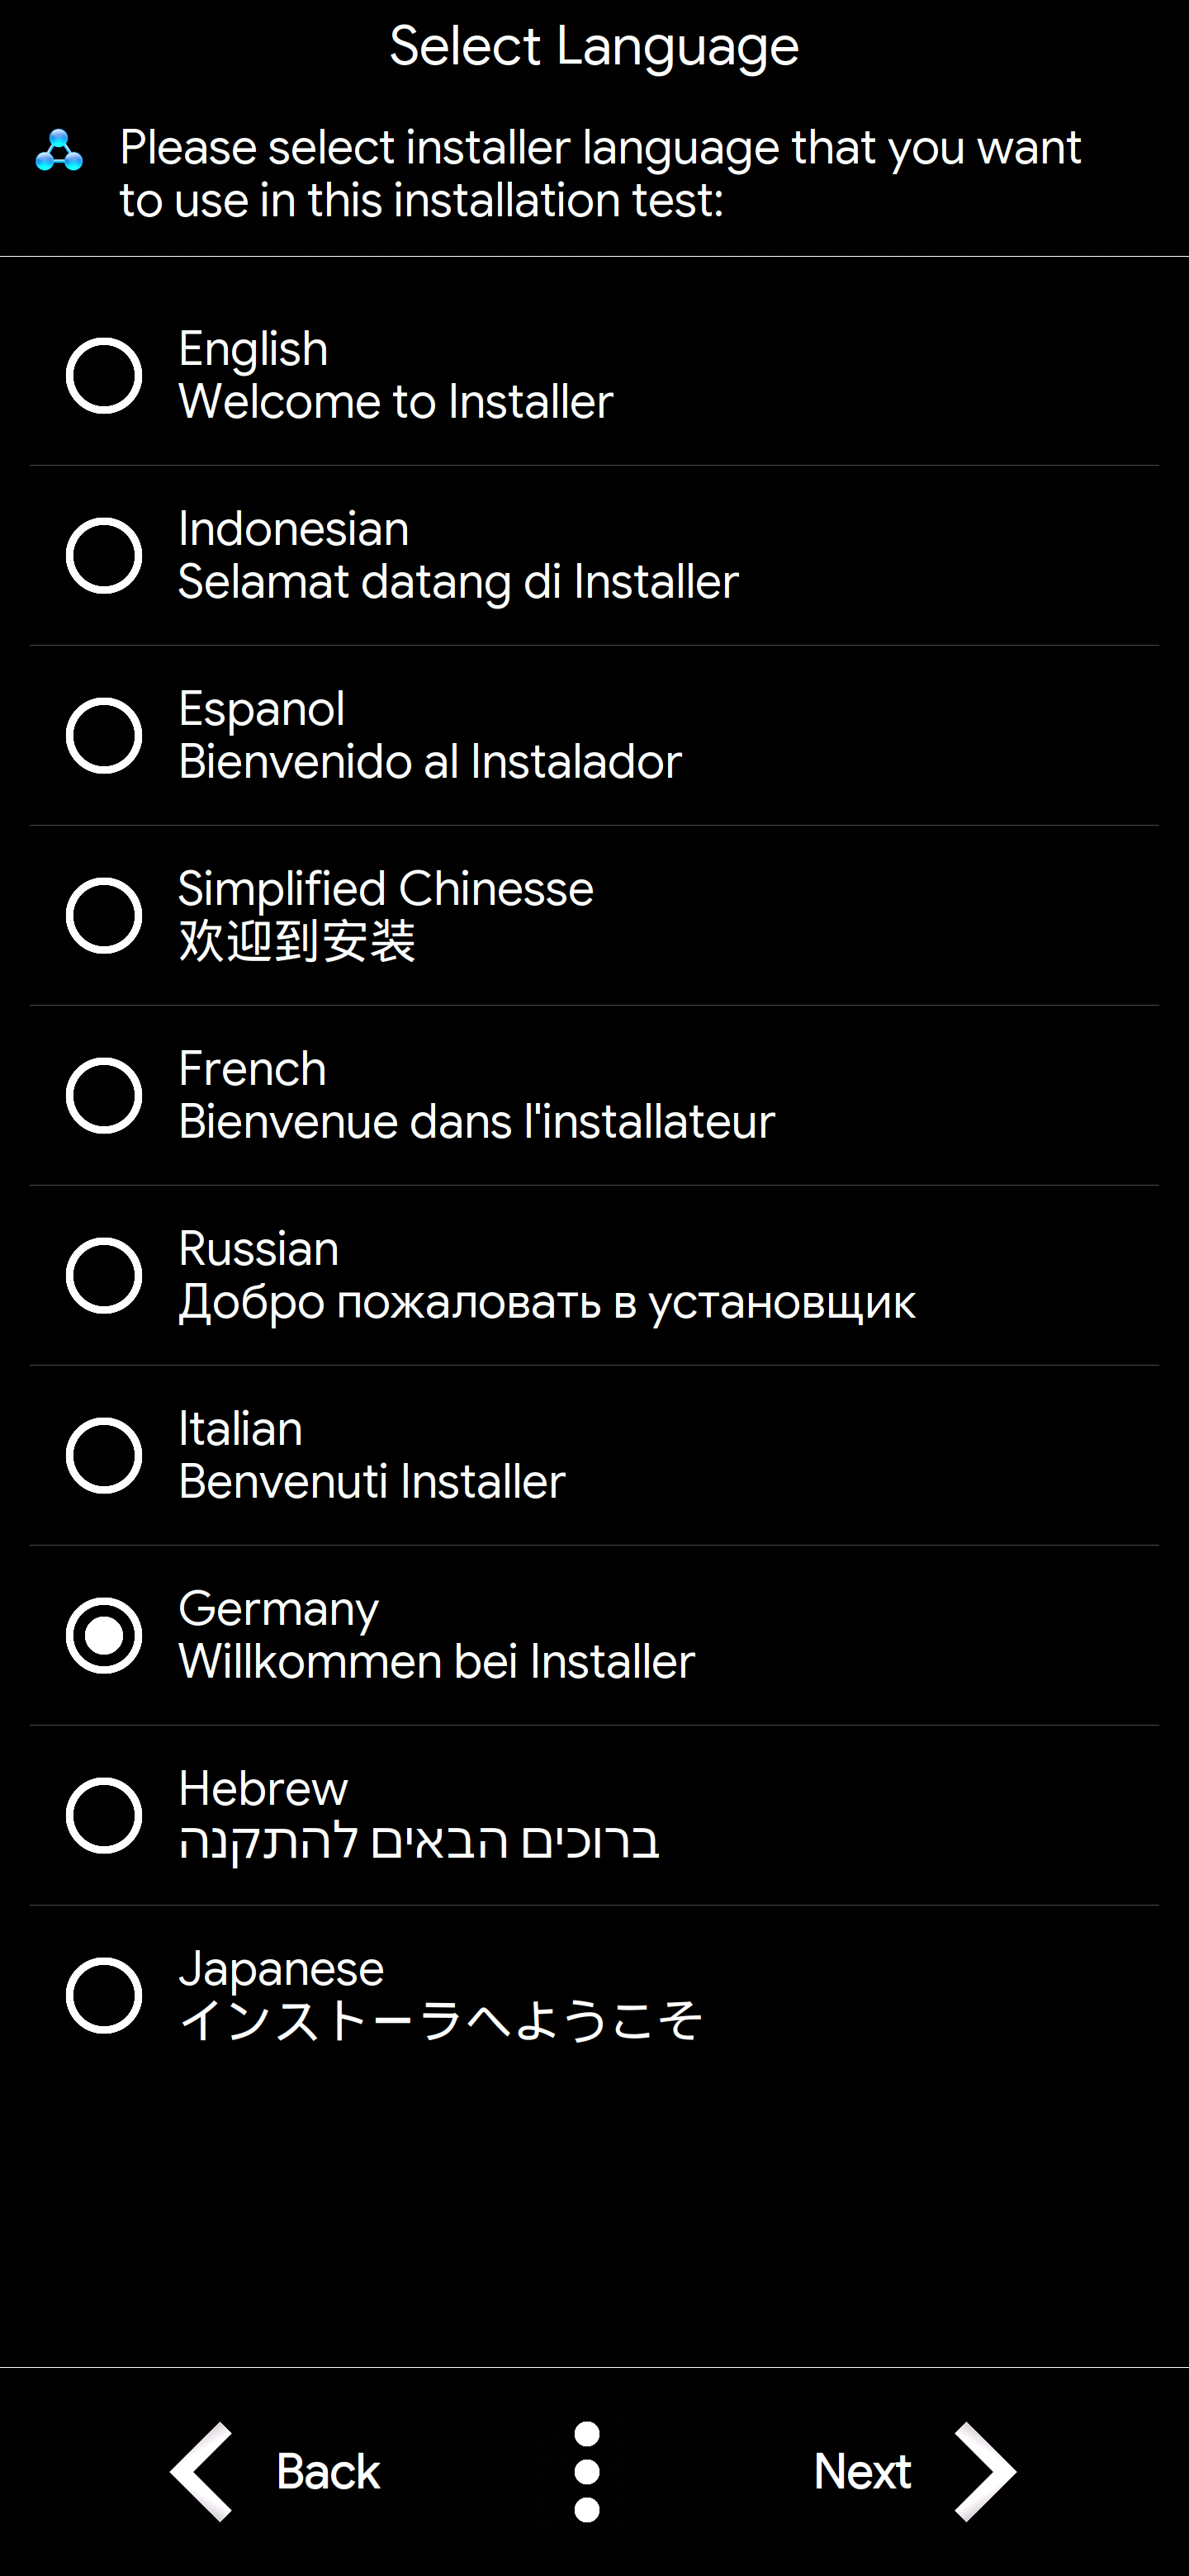 Select Language
Please select installer language that you want
to use in this installation test:
English
Welcome to Installer
Indonesian
Selamat datang di Installer
Espanol
Bienvenido al Instalador
Simplified Chinesse
欢迎到安装
French
Bienvenue dans l'installateur
Russian
Добро пожаловать в установщик
Italian
Benvenuti Installer
Germany
Willkommen bei Installer
Hebrew
ברוכים הבאים להתקנה
Japanese
インストーラへようこそ
Back
Next